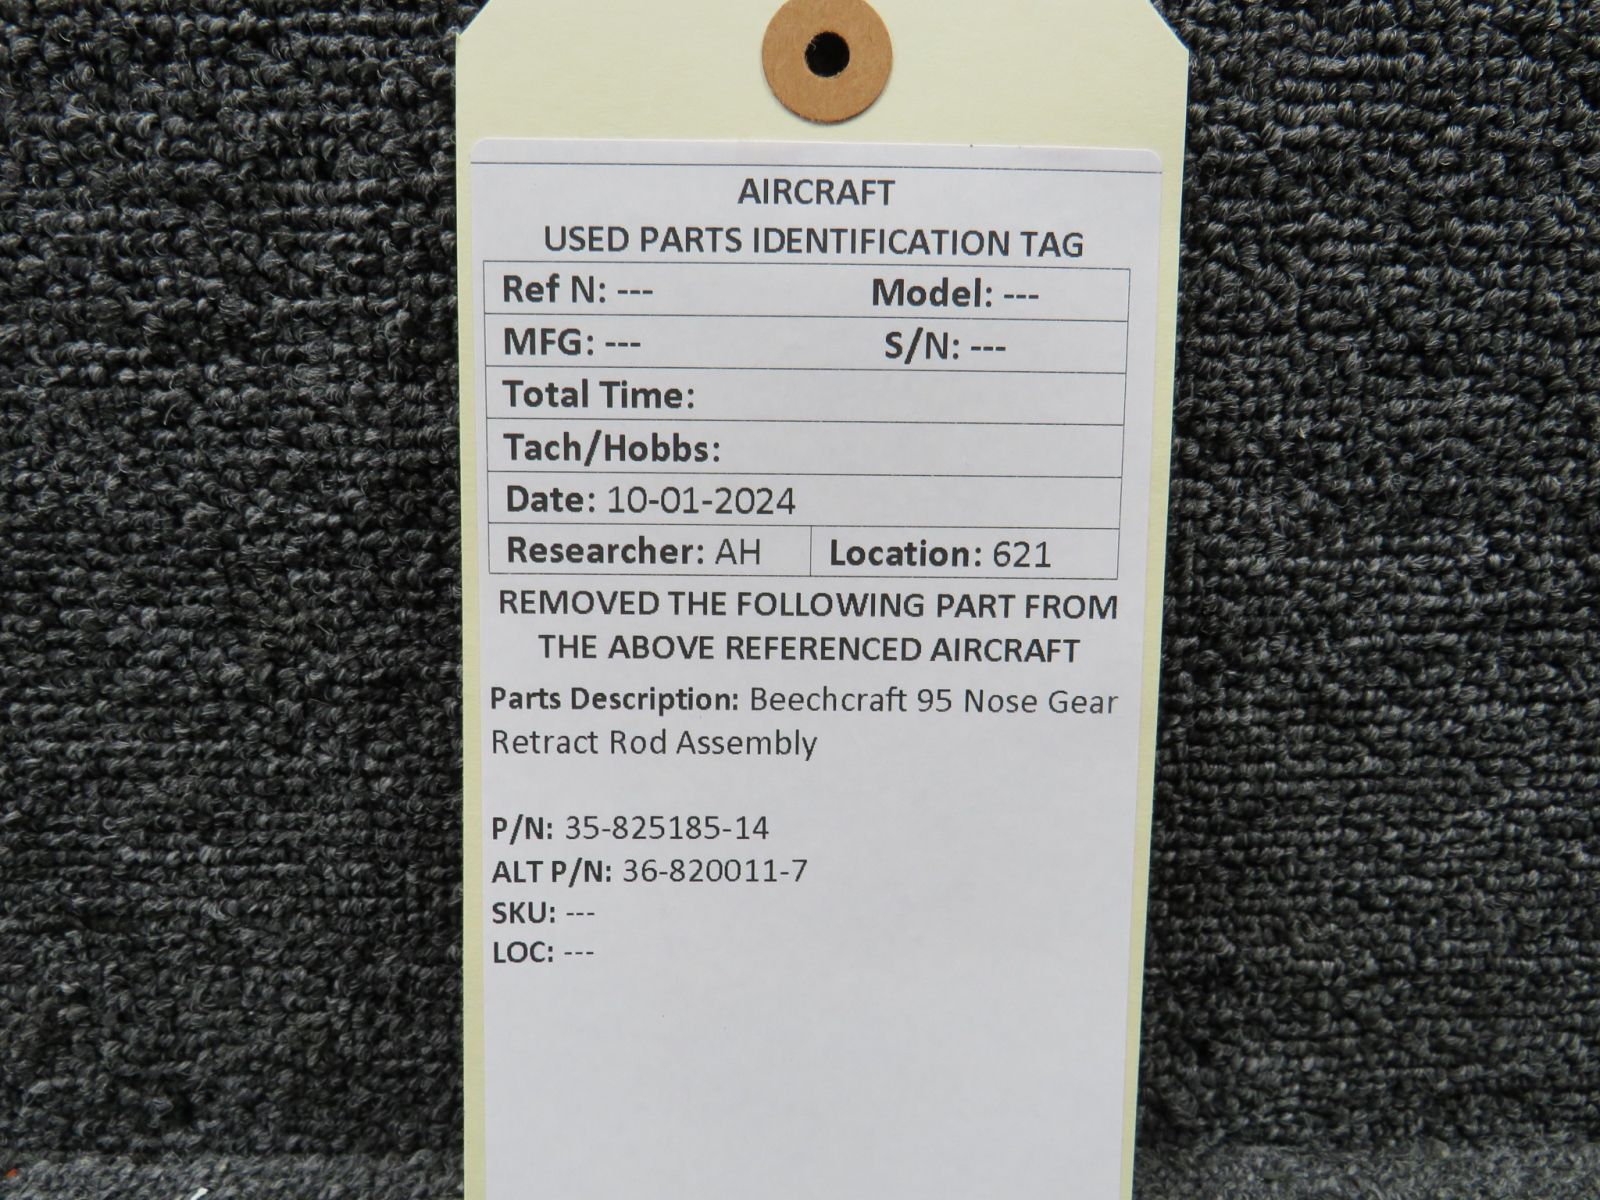 AIRCRAFT
USED PARTS IDENTIFICATION TAG
Ref N: --- Model: ---
MFG: --- S/N: ---
Total Time:
Tach/Hobbs:
Date: 10-01-2024
Researcher: AH Location: 621
REMOVED THE FOLLOWING PART FROM
THE ABOVE REFERENCED AIRCRAFT
Parts Description: Beechcraft 95 Nose Gear
Retract Rod Assembly
P/N: 35-825185-14
ALT P/N: 36-820011-7
SKU: ---
LOC: ---